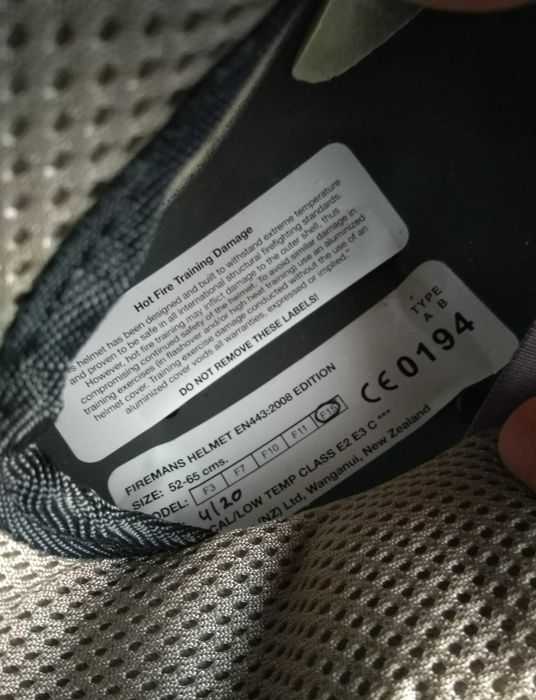 Hot Fire Training Damage
is helmet has been designed and built to withstand extreme temperature
and proven to be safe in all international structural firefighting standards.
However, hot fire training may inflict damage to the outer shell, thus
compromising continued safety of the helmet. To avoid similar damage in
training exercises (in flashover and/or high heat training) use an aluminized
helmet cover. Training exercise damage conducted without the use of an
aluminized cover voids all warranties, expressed or implied."
DO NOT REMOVE THESE LABELS!
FIREMANS HELMET EN443:2008 EDITION
SIZE: 52-65 cms.
ODEL: F3 F7 F10 F11 F15
4/20
CAL/LOW TEMP CLASS E2 E3 C ***
(NZ) Ltd, Wanganui, New Zealand
TYPE
A B
CE 0194